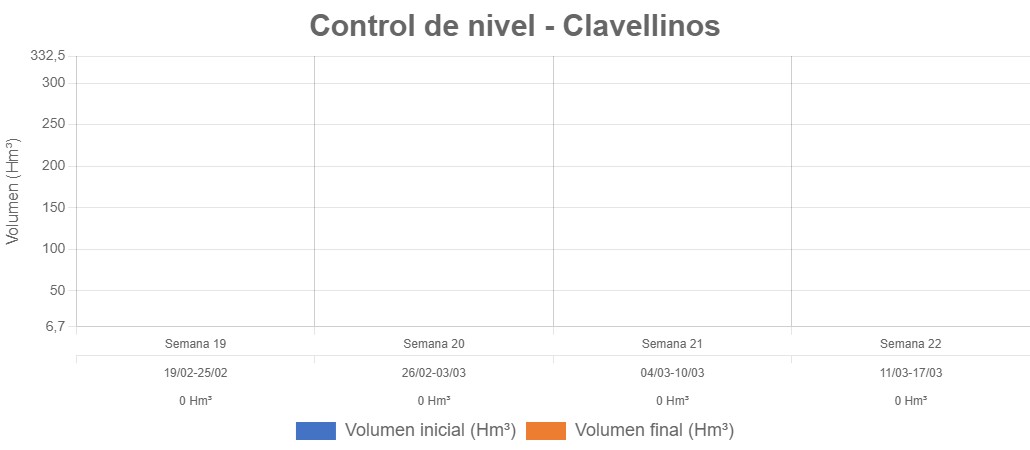 Control de nivel - Clavellinos
332,5
300
250
200
150
100
50
6,7
Volumen (Hm³)
Semana 19 Semana 20 Semana 21 Semana 22
19/02-25/02 26/02-03/03 04/03-10/03 11/03-17/03
0 Hm³ 0 Hm³ 0 Hm³ 0 Hm³
Volumen inicial (Hm³) Volumen final (Hm³)